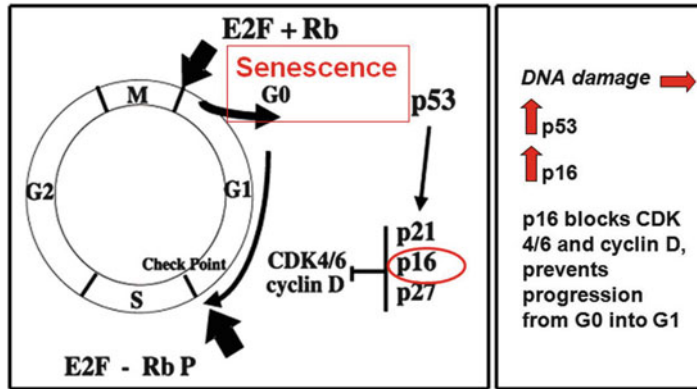 E2F + Rb
Senescence
G0
p53
M
G2
G1
Check Point
S
p21
p16
p27
CDK4/6
cyclin D
E2F - Rb P
DNA damage
p53
p16
p16 blocks CDK
4/6 and cyclin D,
prevents
progression
from G0 into G1